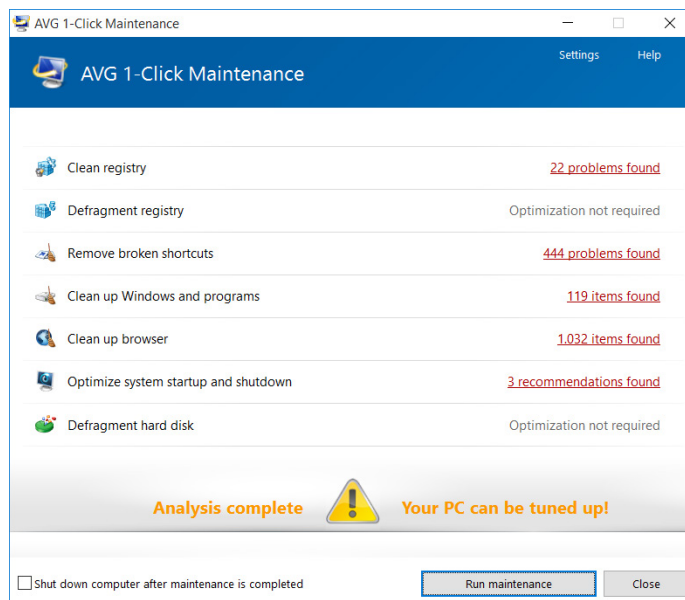 AVG 1-Click Maintenance
Settings Help
AVG 1-Click Maintenance
Clean registry 22 problems found
Defragment registry Optimization not required
Remove broken shortcuts 444 problems found
Clean up Windows and programs 119 items found
Clean up browser 1.032 items found
Optimize system startup and shutdown 3 recommendations found
Defragment hard disk Optimization not required
Analysis complete Your PC can be tuned up!
Shut down computer after maintenance is completed Run maintenance Close